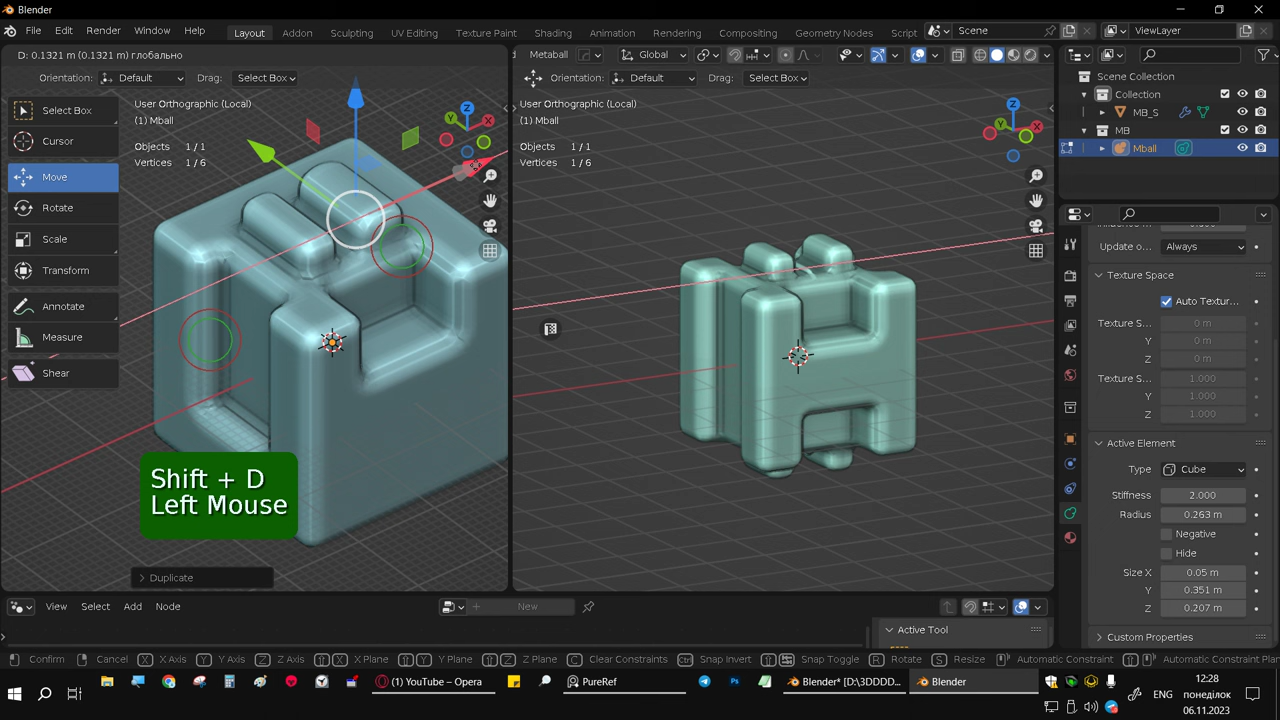 Blender
File Edit Render Window Help
Layout Addon Sculpting UV Editing Texture Paint Shading Animation Rendering Compositing Geometry Nodes Script
Scene
ViewLayer
D: 0.1321 m (0.1321 m) глобально
Metaball
Global
Orientation: Default Drag: Select Box
Orientation: Default Drag: Select Box
Select Box
Cursor
Move
Rotate
Scale
Transform
Annotate
Measure
Shear
User Orthographic (Local)
(1) Mball
Objects 1/1
Vertices 1/6
Z
Y
X
User Orthographic (Local)
(1) Mball
Objects 1/1
Vertices 1/6
Z
Y
X
Shift + D
Left Mouse
Duplicate
Scene Collection
Collection
MB_S
MB
Mball
Update o... Always
Texture Space
Auto Textur...
Texture S... 0 m
Y 0 m
Z 0 m
Texture S... 1.000
Y 1.000
Z 1.000
Active Element
Type Cube
Stiffness 2.000
Radius 0.263 m
Negative
Hide
Size X 0.05 m
Y 0.351 m
Z 0.207 m
Custom Properties
View Select Add Node
New
Active Tool
Confirm Cancel X X Axis Y Y Axis Z Z Axis X X Plane Y Y Plane Z Z Plane C Clear Constraints Ctrl Snap Invert Snap Toggle R Rotate S Resize Automatic Constraint Automatic Constraint Plan
(1) YouTube – Opera
PureRef
Blender* [D:\3DDDD...
Blender
ENG
12:28
понеділок
06.11.2023